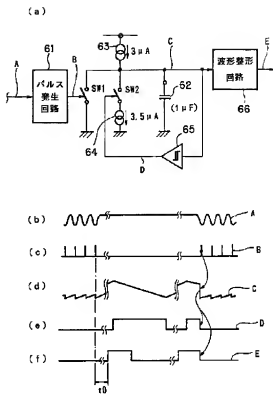 (a)
61
63
3μA
C
E
A
パルス
発生
回路
B
SW1
SW2
62
波形整形
回路
66
3.5μA
(1μF)
64
65
D
(b)
A
(c)
B
(d)
C
(e)
D
(f)
E
t0